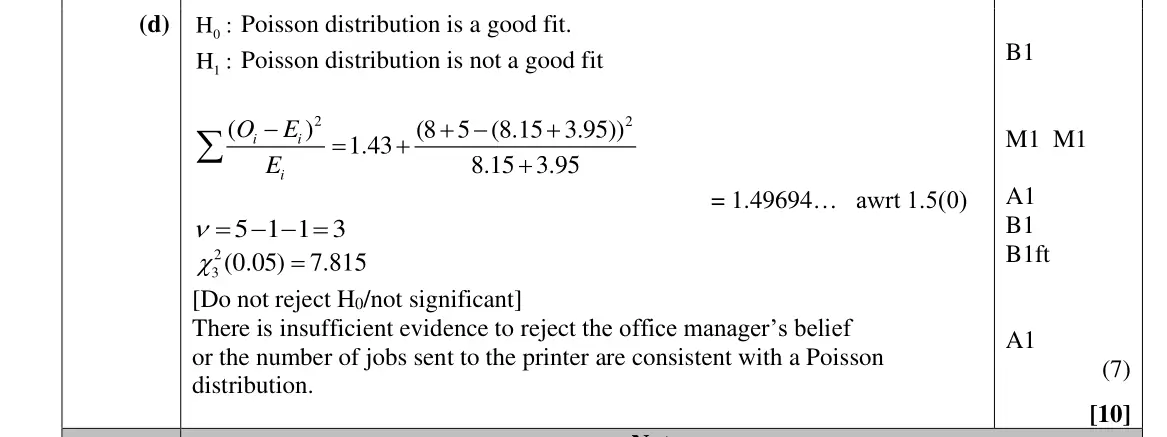 (d) H₀ : Poisson distribution is a good fit.
H₁ : Poisson distribution is not a good fit B1
∑ (Oᵢ − Eᵢ)² / Eᵢ = 1.43 + (8 + 5 − (8.15 + 3.95))² / 8.15 + 3.95 M1 M1
= 1.49694… awrt 1.5(0) A1
ν = 5 − 1 − 1 = 3 B1
χ²₃ (0.05) = 7.815 B1ft
[Do not reject H₀/not significant]
There is insufficient evidence to reject the office manager’s belief
or the number of jobs sent to the printer are consistent with a Poisson A1
distribution. (7)
[10]